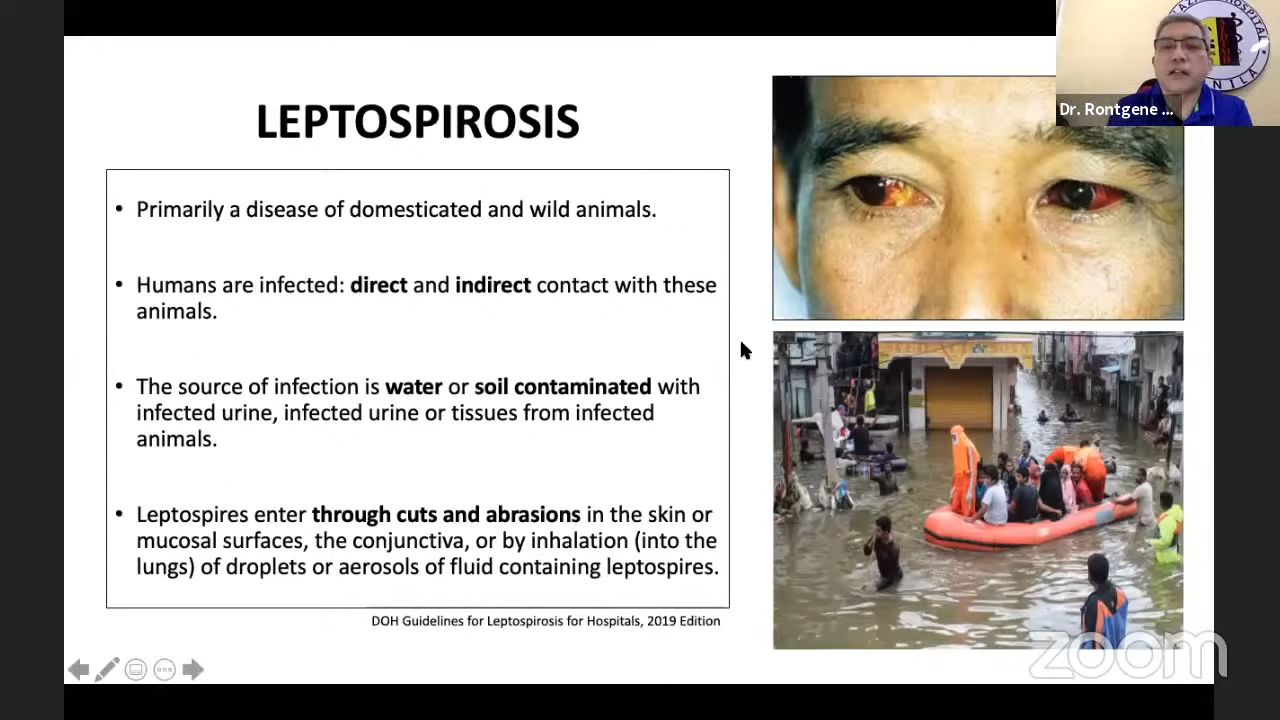 LEPTOSPIROSIS
• Primarily a disease of domesticated and wild animals.
• Humans are infected: direct and indirect contact with these
animals.
• The source of infection is water or soil contaminated with
infected urine, infected urine or tissues from infected
animals.
• Leptospires enter through cuts and abrasions in the skin or
mucosal surfaces, the conjunctiva, or by inhalation (into the
lungs) of droplets or aerosols of fluid containing leptospires.
DOH Guidelines for Leptospirosis for Hospitals, 2019 Edition
HOSPITAL
Dr. Rontgene ...
zoom